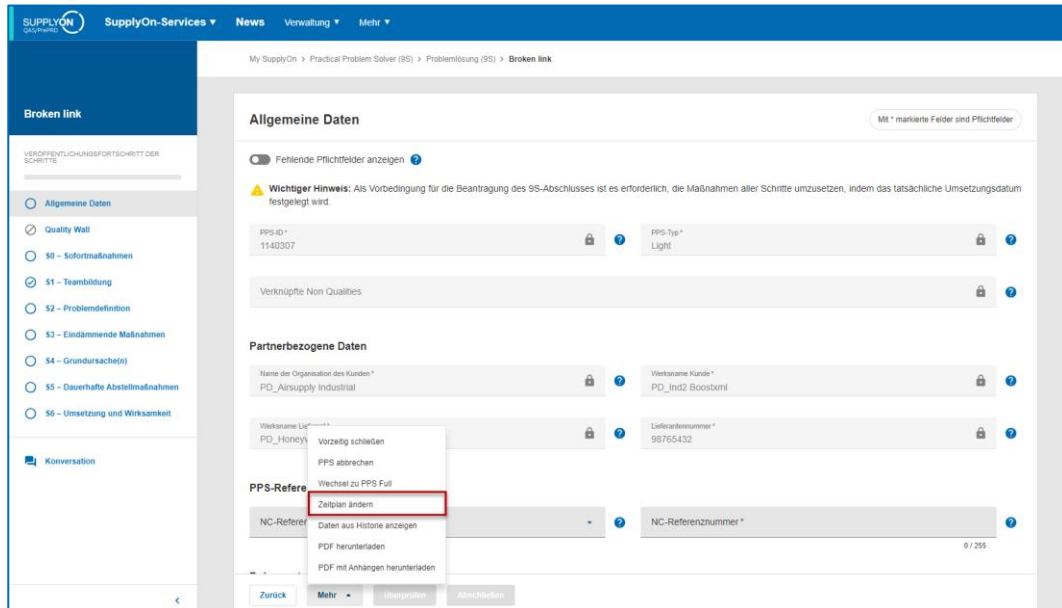 SUPPLYON
QAS/PrePRD
SupplyOn-Services
News
Verwaltung
Mehr
My SupplyOn > Practical Problem Solver (9S) > Problemlösung (9S) > Broken link
Broken link
VERÖFFENTLICHUNGSFORTSCHRITT DER
SCHRITTE
Allgemeine Daten
Quality Wall
S0 – Sofortmaßnahmen
S1 – Teambildung
S2 – Problemdefinition
S3 – Eindämmende Maßnahmen
S4 – Grundursache(n)
S5 – Dauerhafte Abstellmaßnahmen
S6 – Umsetzung und Wirksamkeit
Konversation
Allgemeine Daten
Mit * markierte Felder sind Pflichtfelder
Fehlende Pflichtfelder anzeigen
Wichtiger Hinweis: Als Vorbedingung für die Beantragung des 9S-Abschlusses ist es erforderlich, die Maßnahmen aller Schritte umzusetzen, indem das tatsächliche Umsetzungsdatum
festgelegt wird.
PPS-ID *
1140307
PPS-Typ *
Light
Verknüpfte Non Qualities
Partnerbezogene Daten
Name der Organisation des Kunden *
PD_Airsupply Industrial
Werksname Kunde *
PD_Ind2 Boostxml
Werksname
PD_Honeyw
Lieferantennummer *
98765432
PPS-Refere
NC-Referen
NC-Referenznummer *
0 / 255
Vorzeitig schließen
PPS abbrechen
Wechsel zu PPS Full
Zeitplan ändern
Daten aus Historie anzeigen
PDF herunterladen
PDF mit Anhängen herunterladen
Zurück
Mehr
Überprüfen
Abschließen